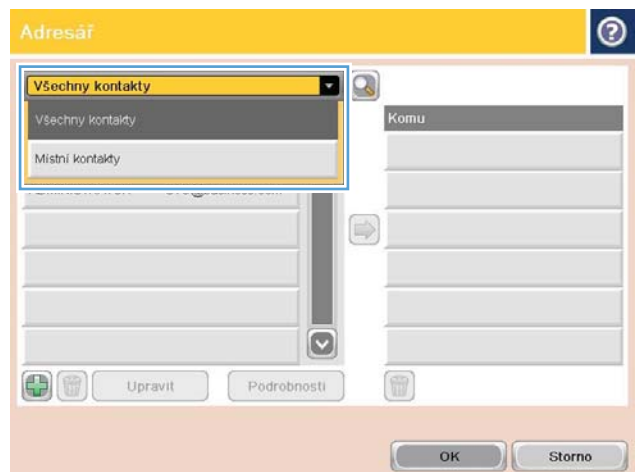 Adresář
Všechny kontakty
Všechny kontakty
Místní kontakty
Komu
Upravit
Podrobnosti
OK
Storno